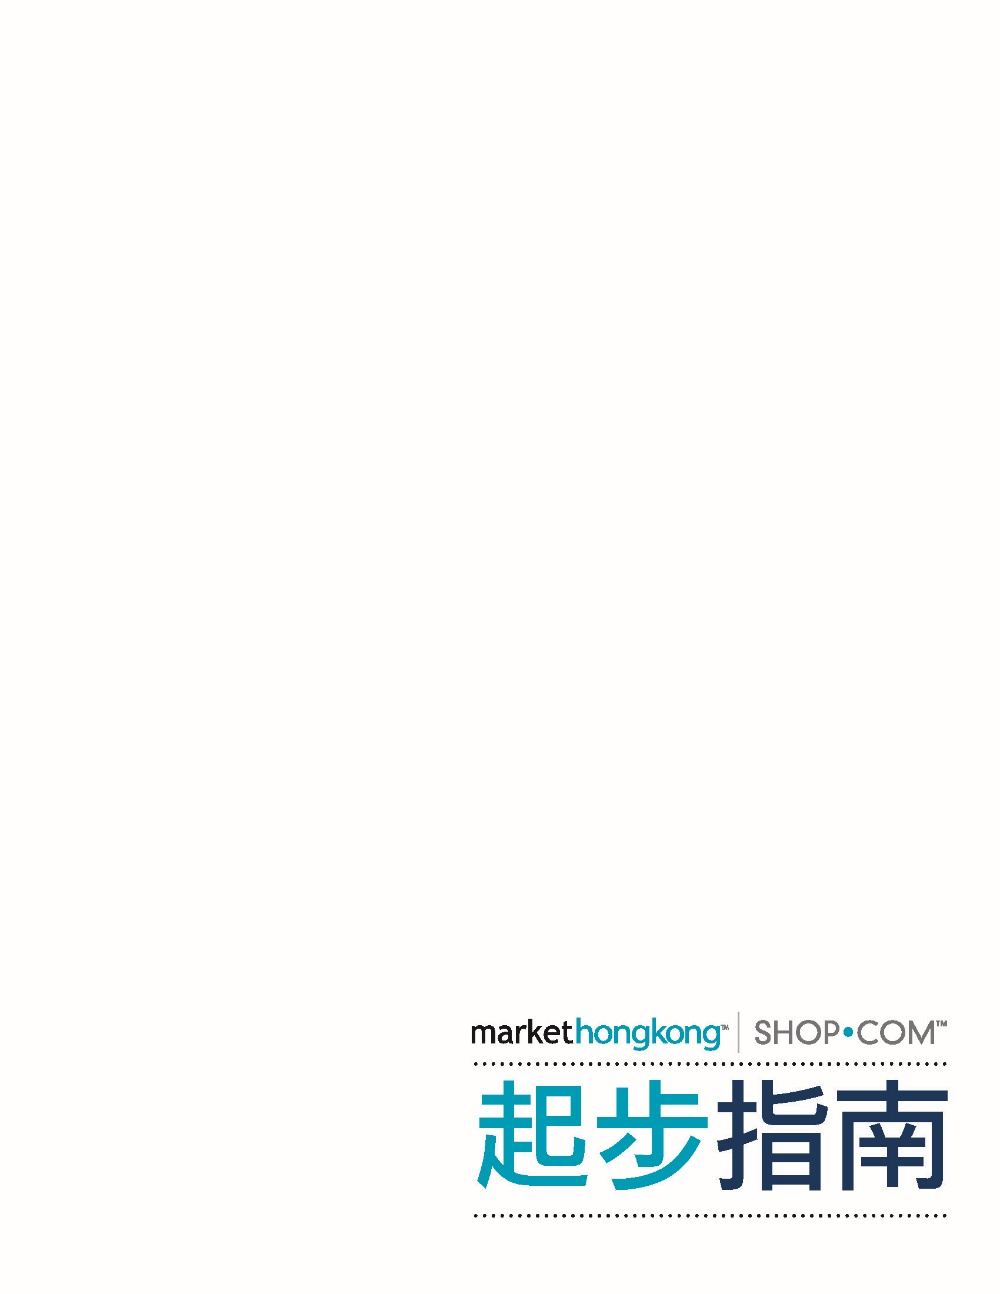 markethongkong™ | SHOP•COM™
起步指南